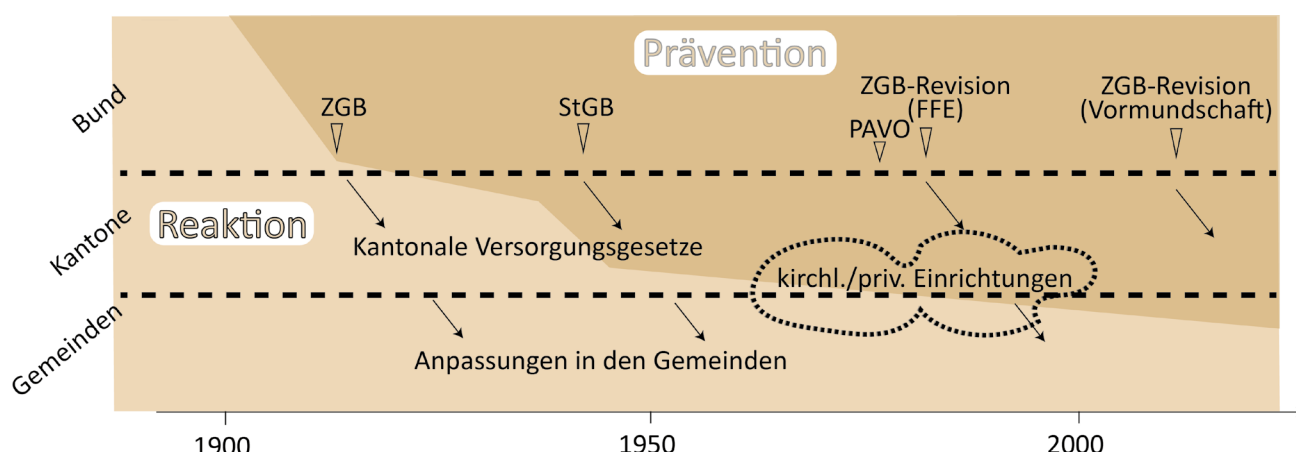 Prävention
Bund
ZGB
StGB
PAVO
ZGB-Revision
(FFE)
ZGB-Revision
(Vormundschaft)
Kantone
Reaktion
Kantonale Versorgungsgesetze
kirchl./priv. Einrichtungen
Gemeinden
Anpassungen in den Gemeinden
1900
1950
2000